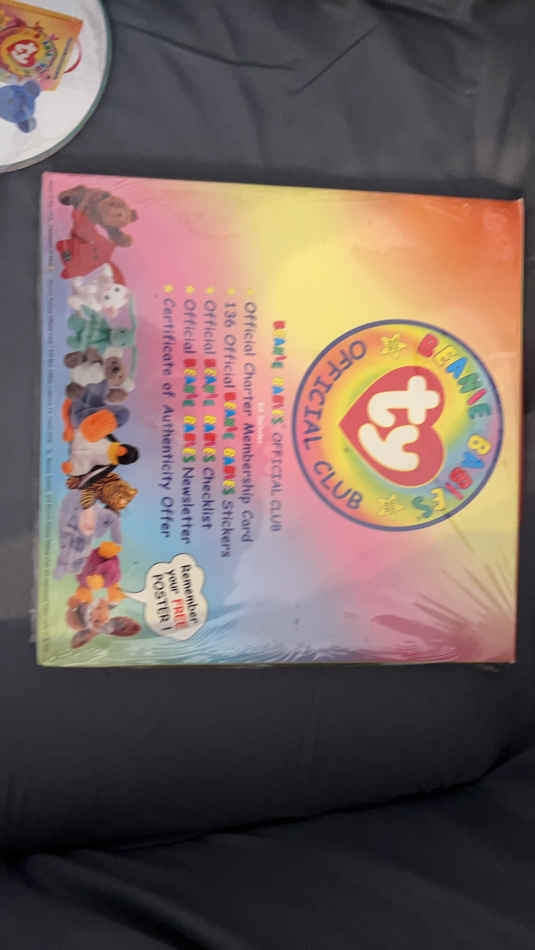 BEANIE BABIES
ty
OFFICIAL CLUB
BEANIE BABIES OFFICIAL CLUB
Official Charter Membership Card
136 Official BEANIE BABIES Stickers
Official BEANIE BABIES Checklist
Official BEANIE BABIES Newsletter
Certificate of Authenticity Offer
Remember
your FREE
POSTER!
ty